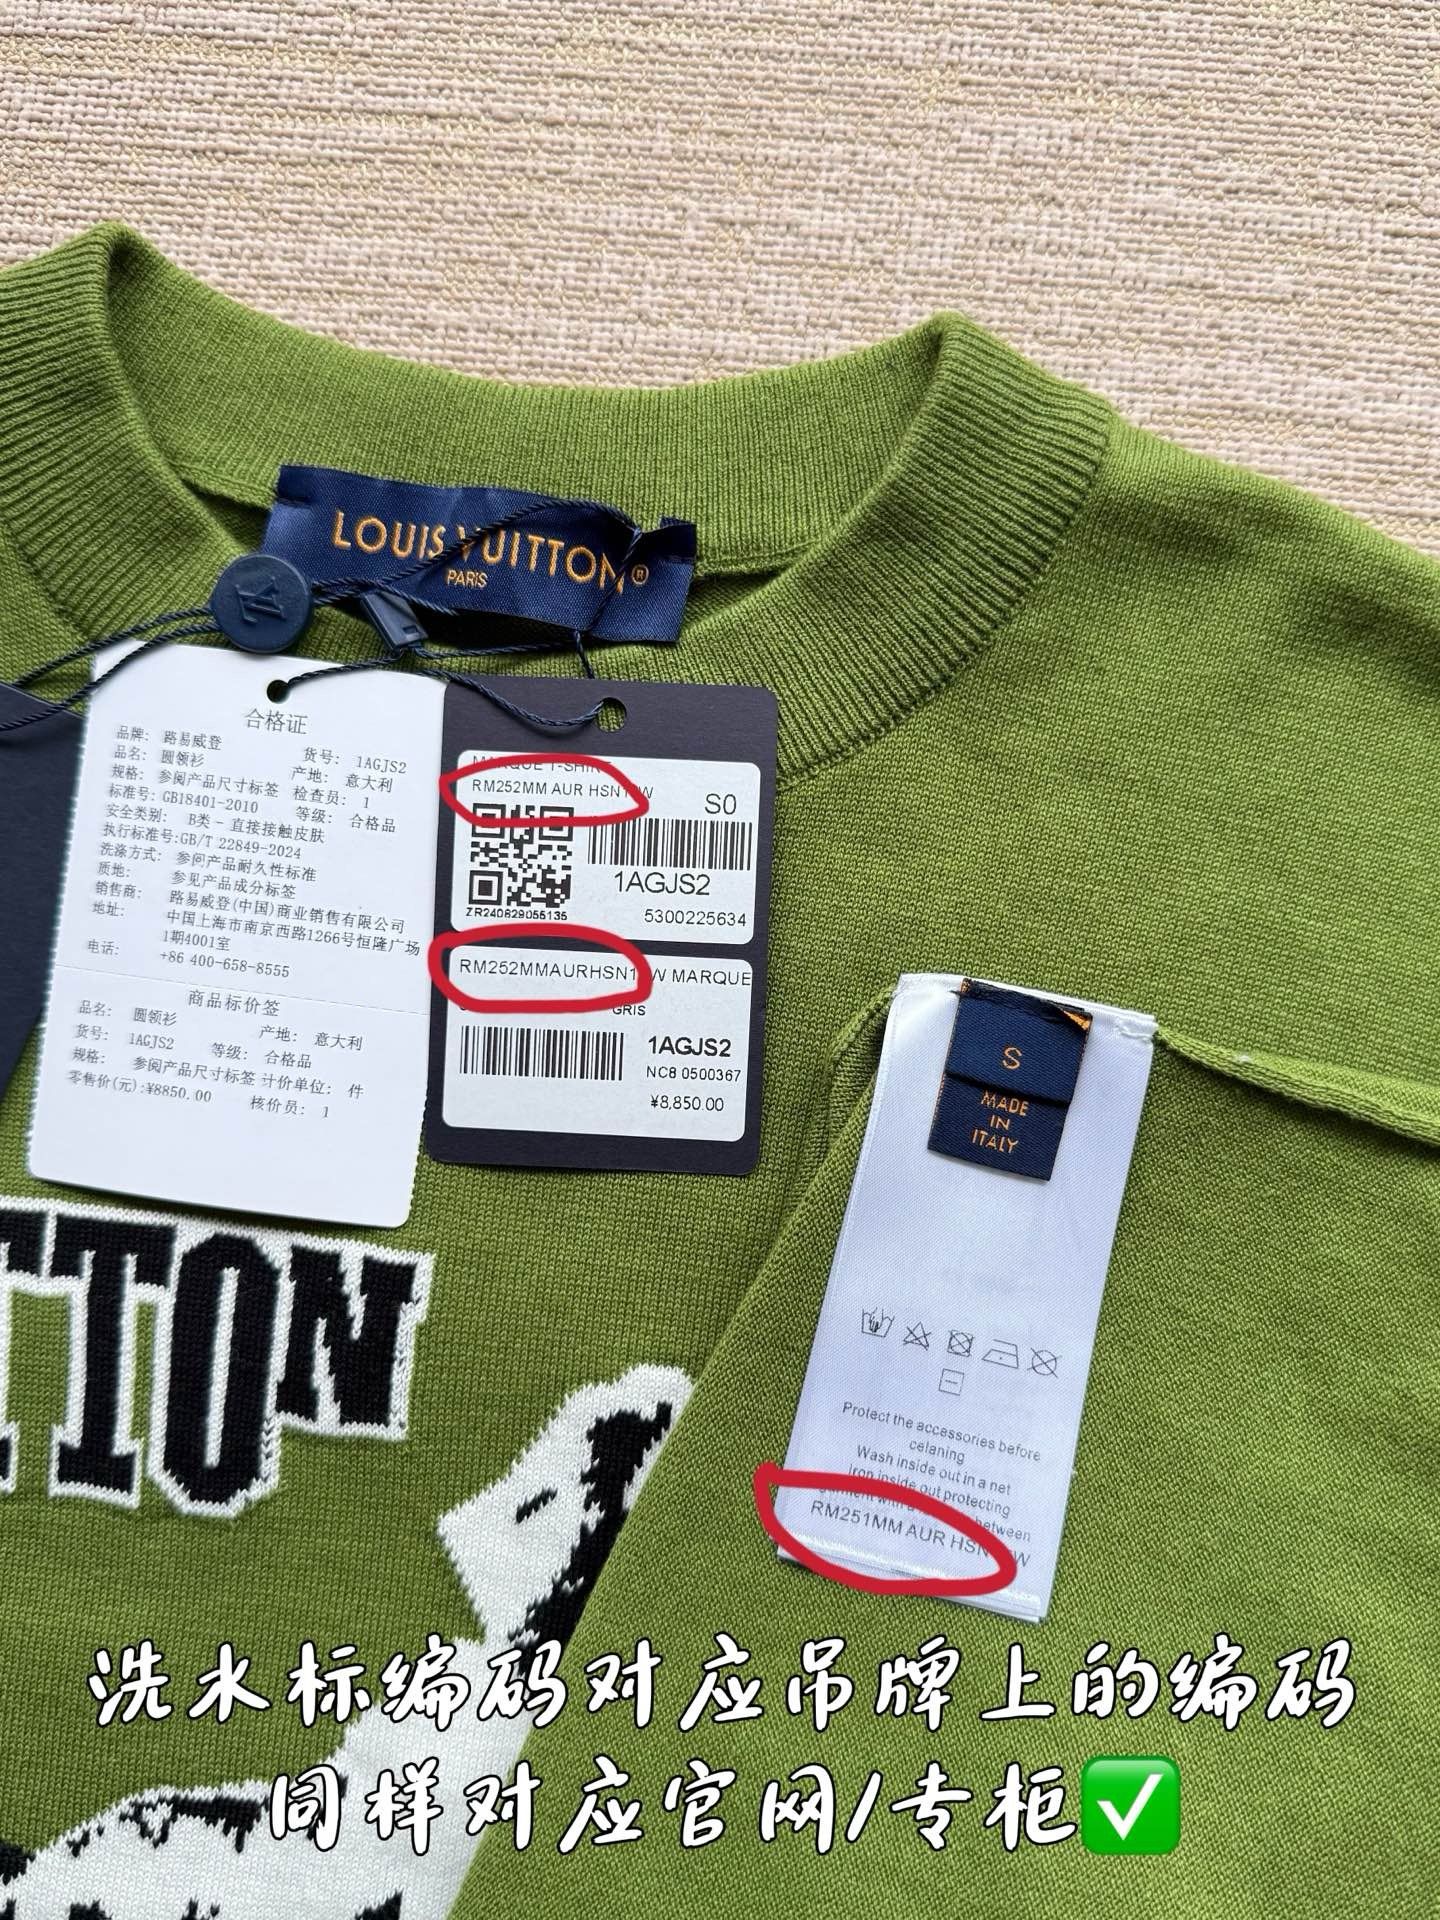 LOUIS VUITTON®
PARIS
合格证
品牌: 路易威登
货号: 1AGJS2
品名: 圆领衫
产地: 意大利
规格: 参阅产品尺寸标签
检查员: 1
标准号: GB18401-2010
等级: 合格品
安全类别: B类-直接接触皮肤
执行标准号:GB/T 22849-2024
洗涤方式: 参阅产品耐久性标准
质地: 参见产品成分标签
销售商: 路易威登(中国)商业销售有限公司
地址: 中国上海市南京西路1266号恒隆广场
1期4001室
电话: +86 400-658-8555
商品标价签
品名: 圆领衫
产地: 意大利
货号: 1AGJS2
等级: 合格品
规格: 参阅产品尺寸标签 计价单位: 件
零售价(元):¥8850.00
核价员: 1
MARQUE T-SHIRT
RM252MM AUR HSN W
S0
1AGJS2
ZR240829055135
5300225634
RM252MMAURHSN1 W MARQUE
GRIS
1AGJS2
NC8 0500367
¥8,850.00
S
MADE
IN
ITALY
Protect the accessories before
celaning
Wash inside out in a net
iron inside out protecting
between
RM251MM AUR HSN W
TTON
洗水标编码对应吊牌上的编码
同样对应官网/专柜✅